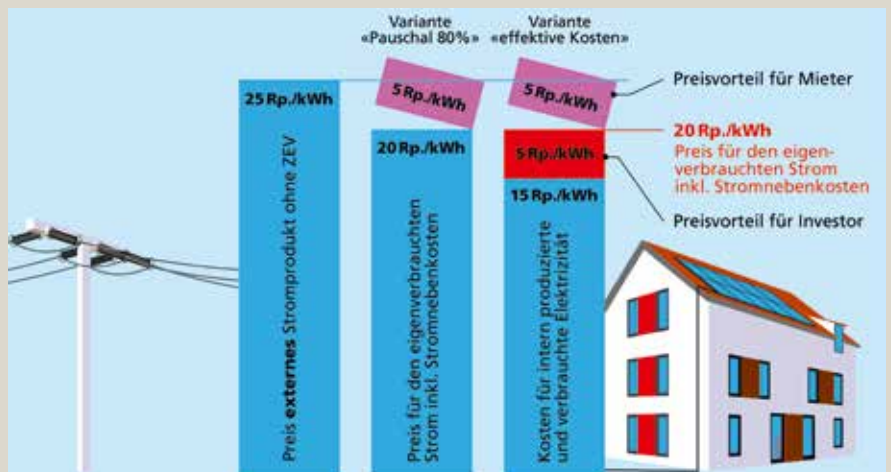 Variante
«Pauschal 80%»
Variante
«effektive Kosten»
25 Rp./kWh
Preis externes Stromprodukt ohne ZEV
5 Rp./kWh
20 Rp./kWh
Preis für den eigenverbrauchten
Strom inkl. Stromnebenkosten
5 Rp./kWh
5 Rp./kWh
15 Rp./kWh
Kosten für intern produzierte
und verbrauchte Elektrizität
Preisvorteil für Mieter
20 Rp./kWh
Preis für den eigen-
verbrauchten Strom
inkl. Stromnebenkosten
Preisvorteil für Investor